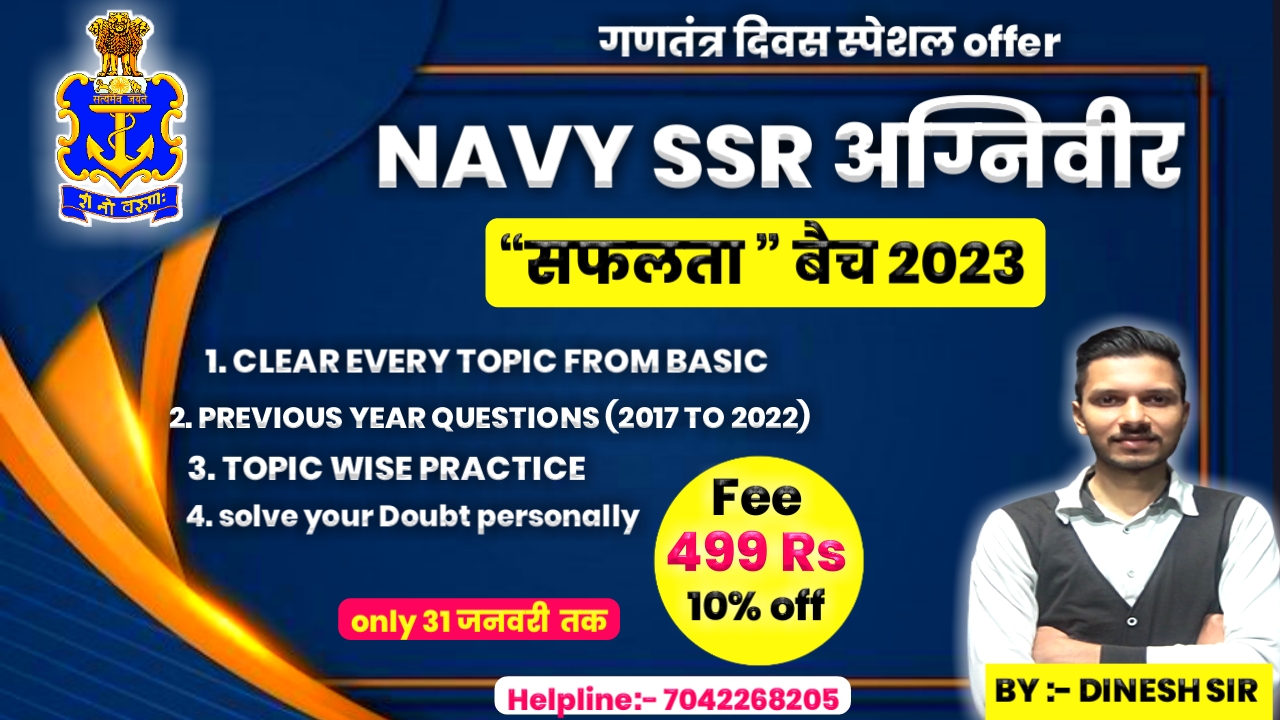 गणतंत्र दिवस स्पेशल offer
सत्यमेव जयते
शं नो वरुणः
NAVY SSR अग्निवीर
“सफलता ” बैच 2023
1. CLEAR EVERY TOPIC FROM BASIC
2. PREVIOUS YEAR QUESTIONS (2017 TO 2022)
3. TOPIC WISE PRACTICE
4. solve your Doubt personally
Fee
499 Rs
10% off
only 31 जनवरी तक
Helpline:- 7042268205
BY :- DINESH SIR